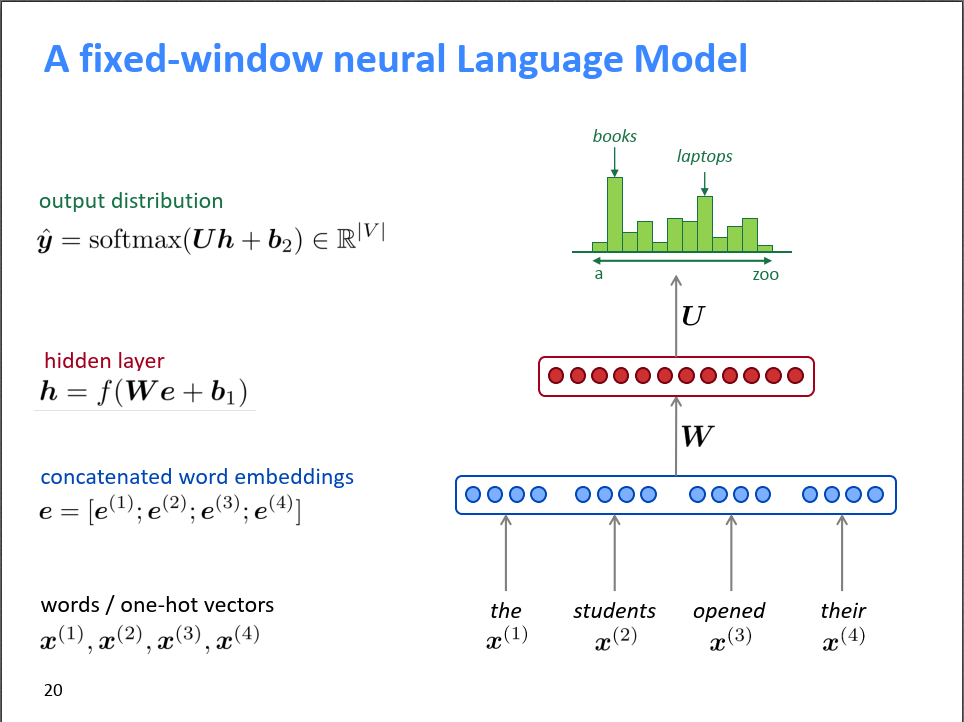 A fixed-window neural Language Model
books
laptops
output distribution
ŷ = softmax(Uh + b₂) ∈ ℝ^|V|
a zoo
U
hidden layer
h = f(We + b₁)
W
concatenated word embeddings
e = [e⁽¹⁾; e⁽²⁾; e⁽³⁾; e⁽⁴⁾]
words / one-hot vectors
x⁽¹⁾, x⁽²⁾, x⁽³⁾, x⁽⁴⁾
the students opened their
x⁽¹⁾ x⁽²⁾ x⁽³⁾ x⁽⁴⁾
20